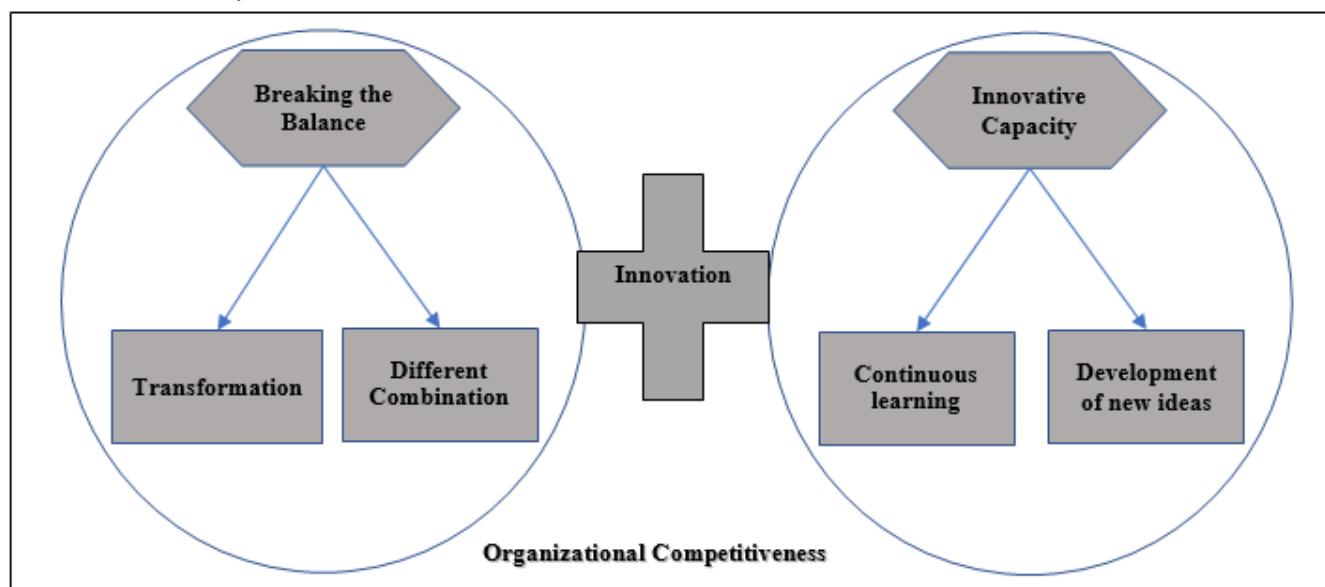 Breaking the
Balance
Innovative
Capacity
Innovation
Transformation
Different
Combination
Continuous
learning
Development
of new ideas
Organizational Competitiveness